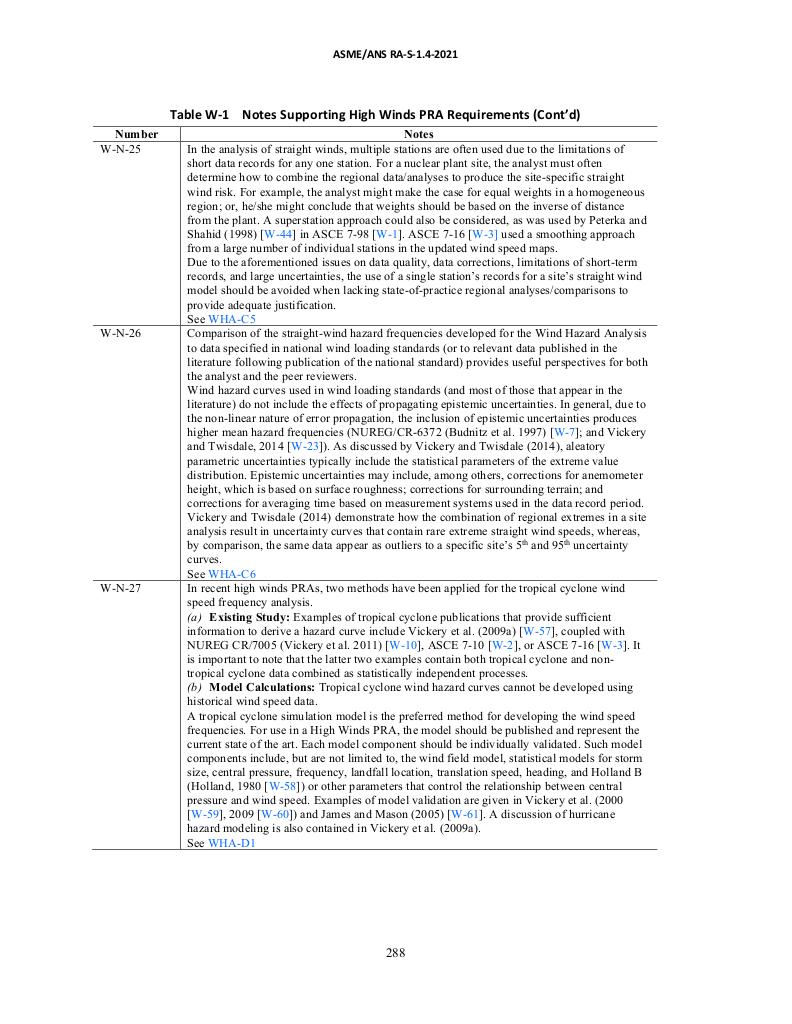 ASME/ANS RA-S-1.4-2021
Table W-1 Notes Supporting High Winds PRA Requirements (Cont'd)
Number Notes
W-N-25 In the analysis of straight winds, multiple stations are often used due to the limitations of
short data records for any one station. For a nuclear plant site, the analyst must often
determine how to combine the regional data/analyses to produce the site-specific straight
wind risk. For example, the analyst might make the case for equal weights in a homogeneous
region; or, he/she might conclude that weights should be based on the inverse of distance
from the plant. A superstation approach could also be considered, as was used by Peterka and
Shahid (1998) [W-44] in ASCE 7-98 [W-1]. ASCE 7-16 [W-3] used a smoothing approach
from a large number of individual stations in the updated wind speed maps.
Due to the aforementioned issues on data quality, data corrections, limitations of short-term
records, and large uncertainties, the use of a single station's records for a site's straight wind
model should be avoided when lacking state-of-practice regional analyses/comparisons to
provide adequate justification.
See WHA-C5
W-N-26 Comparison of the straight-wind hazard frequencies developed for the Wind Hazard Analysis
to data specified in national wind loading standards (or to relevant data published in the
literature following publication of the national standard) provides useful perspectives for both
the analyst and the peer reviewers.
Wind hazard curves used in wind loading standards (and most of those that appear in the
literature) do not include the effects of propagating epistemic uncertainties. In general, due to
the non-linear nature of error propagation, the inclusion of epistemic uncertainties produces
higher mean hazard frequencies (NUREG/CR-6372 (Budnitz et al. 1997) [W-7]; and Vickery
and Twisdale, 2014 [W-23]). As discussed by Vickery and Twisdale (2014), aleatory
parametric uncertainties typically include the statistical parameters of the extreme value
distribution. Epistemic uncertainties may include, among others, corrections for anemometer
height, which is based on surface roughness; corrections for surrounding terrain; and
corrections for averaging time based on measurement systems used in the data record period.
Vickery and Twisdale (2014) demonstrate how the combination of regional extremes in a site
analysis result in uncertainty curves that contain rare extreme straight wind speeds, whereas,
by comparison, the same data appear as outliers to a specific site's 5th and 95th uncertainty
curves.
See WHA-C6
W-N-27 In recent high winds PRAs, two methods have been applied for the tropical cyclone wind
speed frequency analysis.
(a) Existing Study: Examples of tropical cyclone publications that provide sufficient
information to derive a hazard curve include Vickery et al. (2009a) [W-57], coupled with
NUREG CR/7005 (Vickery et al. 2011) [W-10], ASCE 7-10 [W-2], or ASCE 7-16 [W-3]. It
is important to note that the latter two examples contain both tropical cyclone and non-
tropical cyclone data combined as statistically independent processes.
(b) Model Calculations: Tropical cyclone wind hazard curves cannot be developed using
historical wind speed data.
A tropical cyclone simulation model is the preferred method for developing the wind speed
frequencies. For use in a High Winds PRA, the model should be published and represent the
current state of the art. Each model component should be individually validated. Such model
components include, but are not limited to, the wind field model, statistical models for storm
size, central pressure, frequency, landfall location, translation speed, heading, and Holland B
(Holland, 1980 [W-58]) or other parameters that control the relationship between central
pressure and wind speed. Examples of model validation are given in Vickery et al. (2000
[W-59], 2009 [W-60]) and James and Mason (2005) [W-61]. A discussion of hurricane
hazard modeling is also contained in Vickery et al. (2009a).
See WHA-D1
288